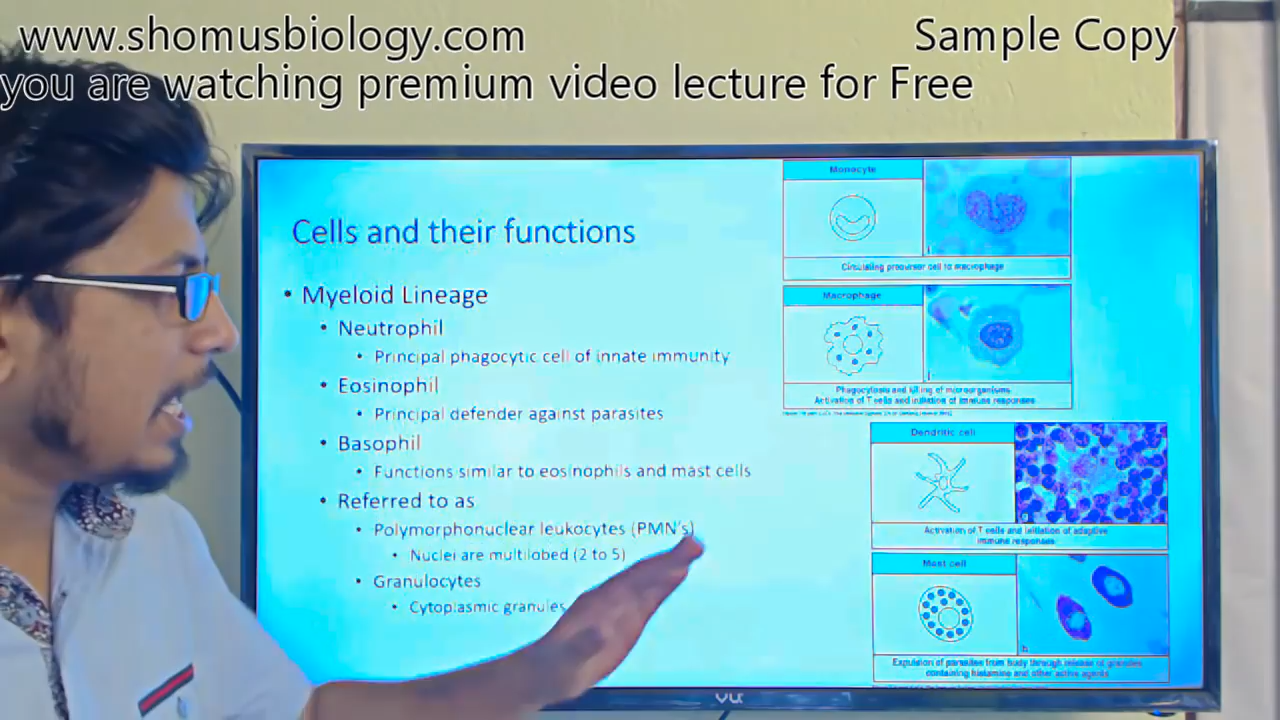 www.shomusbiology.com
Sample Copy
you are watching premium video lecture for Free
Cells and their functions
• Myeloid Lineage
• Neutrophil
• Principal phagocytic cell of innate immunity
• Eosinophil
• Principal defender against parasites
• Basophil
• Functions similar to eosinophils and mast cells
• Referred to as
• Polymorphonuclear leukocytes (PMN's)
• Nuclei are multilobed (2 to 5)
• Granulocytes
• Cytoplasmic granules
Monocyte
Circulating precursor cell to macrophage
Macrophage
Phagocytosis and killing of microorganisms
Activation of T cells and initiation of immune responses
Dendritic cell
Activation of T cells and initiation of adaptive
immune responses
Mast cell
Expulsion of parasites from body through release of granules
containing histamine and other active agents
VU